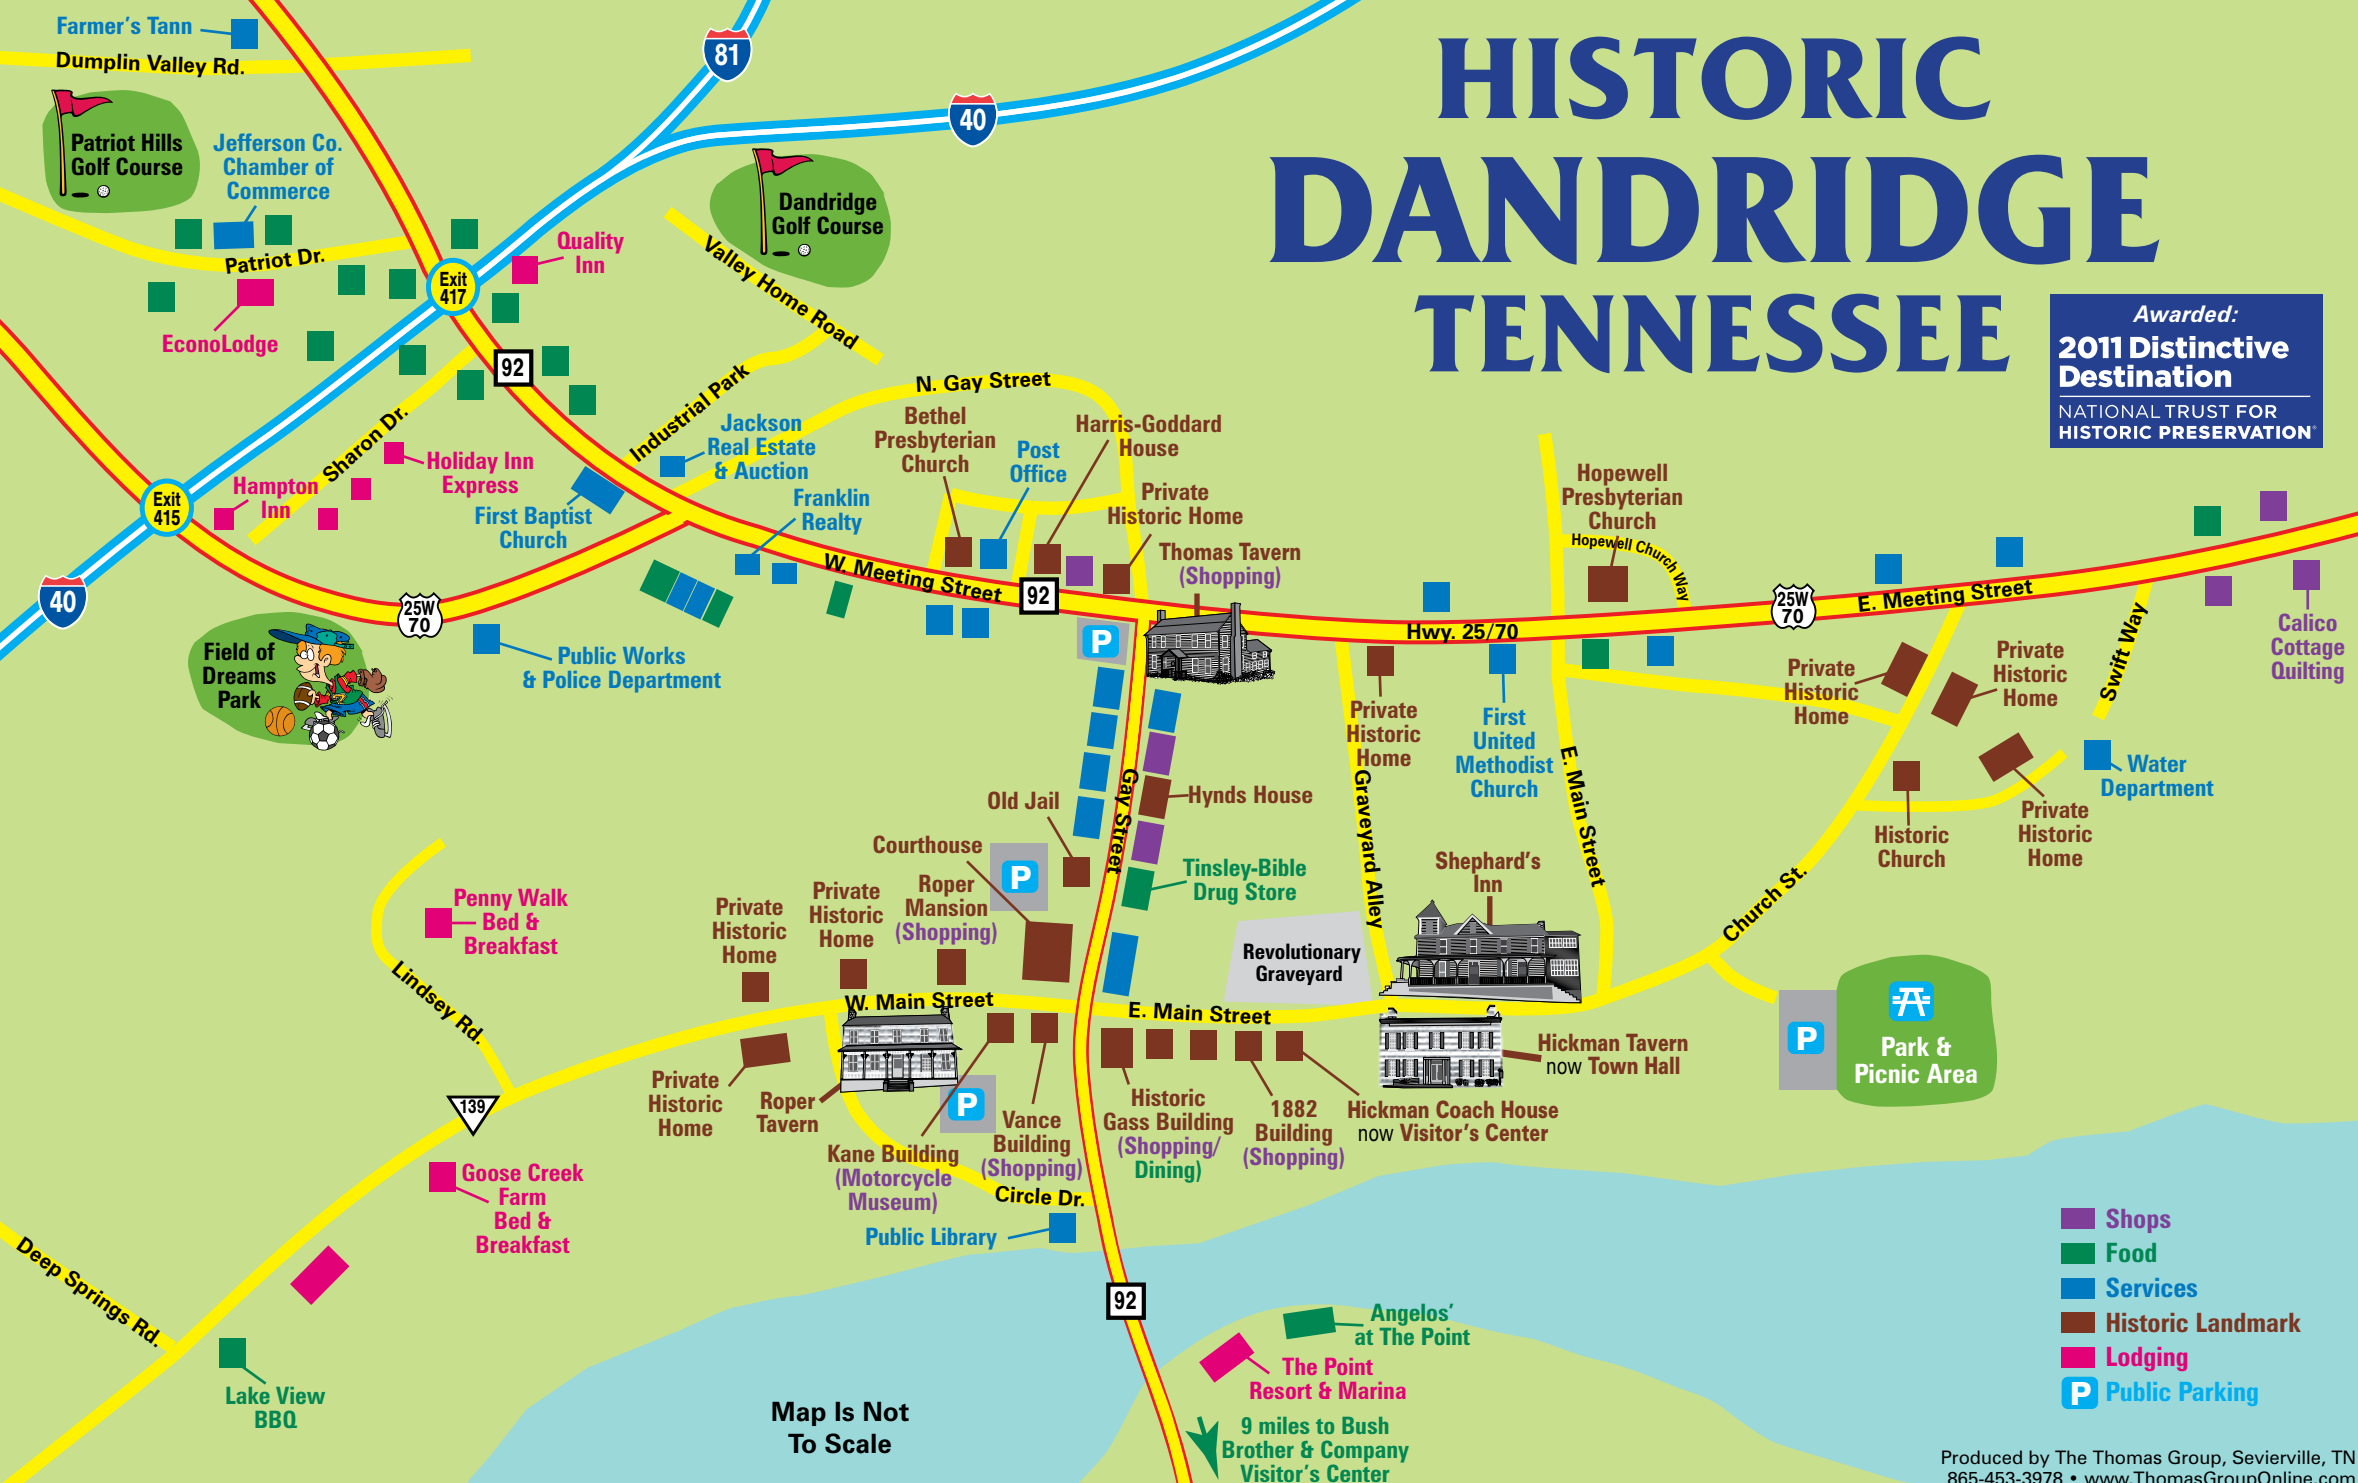 HISTORIC
DANDRIDGE
TENNESSEE
Awarded:
2011 Distinctive
Destination
NATIONAL TRUST FOR
HISTORIC PRESERVATION®
Farmer's Tann
Dumplin Valley Rd.
Patriot Hills
Golf Course
Jefferson Co.
Chamber of
Commerce
Patriot Dr.
EconoLodge
Exit
417
Quality
Inn
81
40
Dandridge
Golf Course
Valley Home Road
92
Sharon Dr.
Industrial Park
N. Gay Street
Holiday Inn
Express
Hampton
Inn
Exit
415
40
First Baptist
Church
Jackson
Real Estate
& Auction
Franklin
Realty
Bethel
Presbyterian
Church
Post
Office
Harris-Goddard
House
Private
Historic Home
Thomas Tavern
(Shopping)
W. Meeting Street
92
25W
70
Field of
Dreams
Park
Public Works
& Police Department
P
Hopewell
Presbyterian
Church
Hopewell Church Way
Hwy. 25/70
25W
70
E. Meeting Street
Swift Way
Calico
Cottage
Quilting
Private
Historic
Home
First
United
Methodist
Church
Private
Historic
Home
Private
Historic
Home
Water
Department
Private
Historic
Home
Historic
Church
Graveyard Alley
E. Main Street
Church St.
Gay Street
Hynds House
Old Jail
Courthouse
P
Tinsley-Bible
Drug Store
Roper
Mansion
(Shopping)
Private
Historic
Home
Private
Historic
Home
Penny Walk
Bed &
Breakfast
Lindsey Rd.
Shephard's
Inn
Revolutionary
Graveyard
W. Main Street
E. Main Street
P
Park &
Picnic Area
Hickman Tavern
now Town Hall
Private
Historic
Home
Roper
Tavern
P
Kane Building
(Motorcycle
Museum)
Vance
Building
(Shopping)
Historic
Gass Building
(Shopping/
Dining)
1882
Building
(Shopping)
Hickman Coach House
now Visitor's Center
139
Goose Creek
Farm
Bed &
Breakfast
Circle Dr.
Public Library
Deep Springs Rd.
Lake View
BBQ
92
Angelos'
at The Point
The Point
Resort & Marina
9 miles to Bush
Brother & Company
Visitor's Center
Map Is Not
To Scale
Shops
Food
Services
Historic Landmark
Lodging
P Public Parking
Produced by The Thomas Group, Sevierville, TN
865-453-3978 • www.ThomasGroupOnline.com